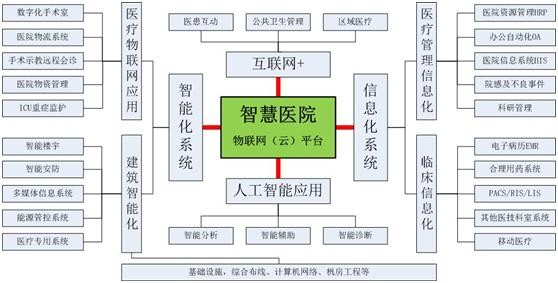 数字化手术室
医院物流系统
手术示教远程会诊
医院物资管理
ICU重症监护
医疗物联网应用
智能楼宇
智能安防
多媒体信息系统
能源管控系统
医疗专用系统
建筑智能化
智能化系统
医患互动
公共卫生管理
区域医疗
互联网+
智慧医院
物联网（云）平台
人工智能应用
智能分析
智能辅助
智能诊断
信息化系统
医疗管理信息化
医院资源管理HRP
办公自动化OA
医院信息系统HIS
院感及不良事件
科研管理
临床信息化
电子病历EMR
合理用药系统
PACS/RIS/LIS
其他医技科室系统
移动医疗
基础设施，综合布线、计算机网络、机房工程等